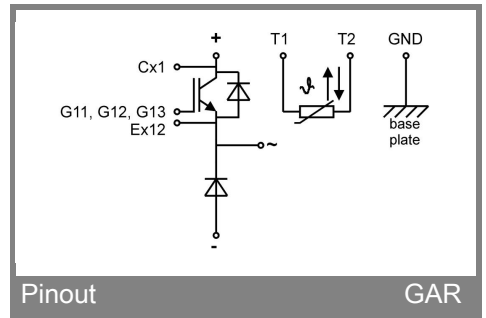 + T1 T2 GND
Cx1
ϑ
G11, G12, G13
Ex12
base
plate
~
-
Pinout GAR